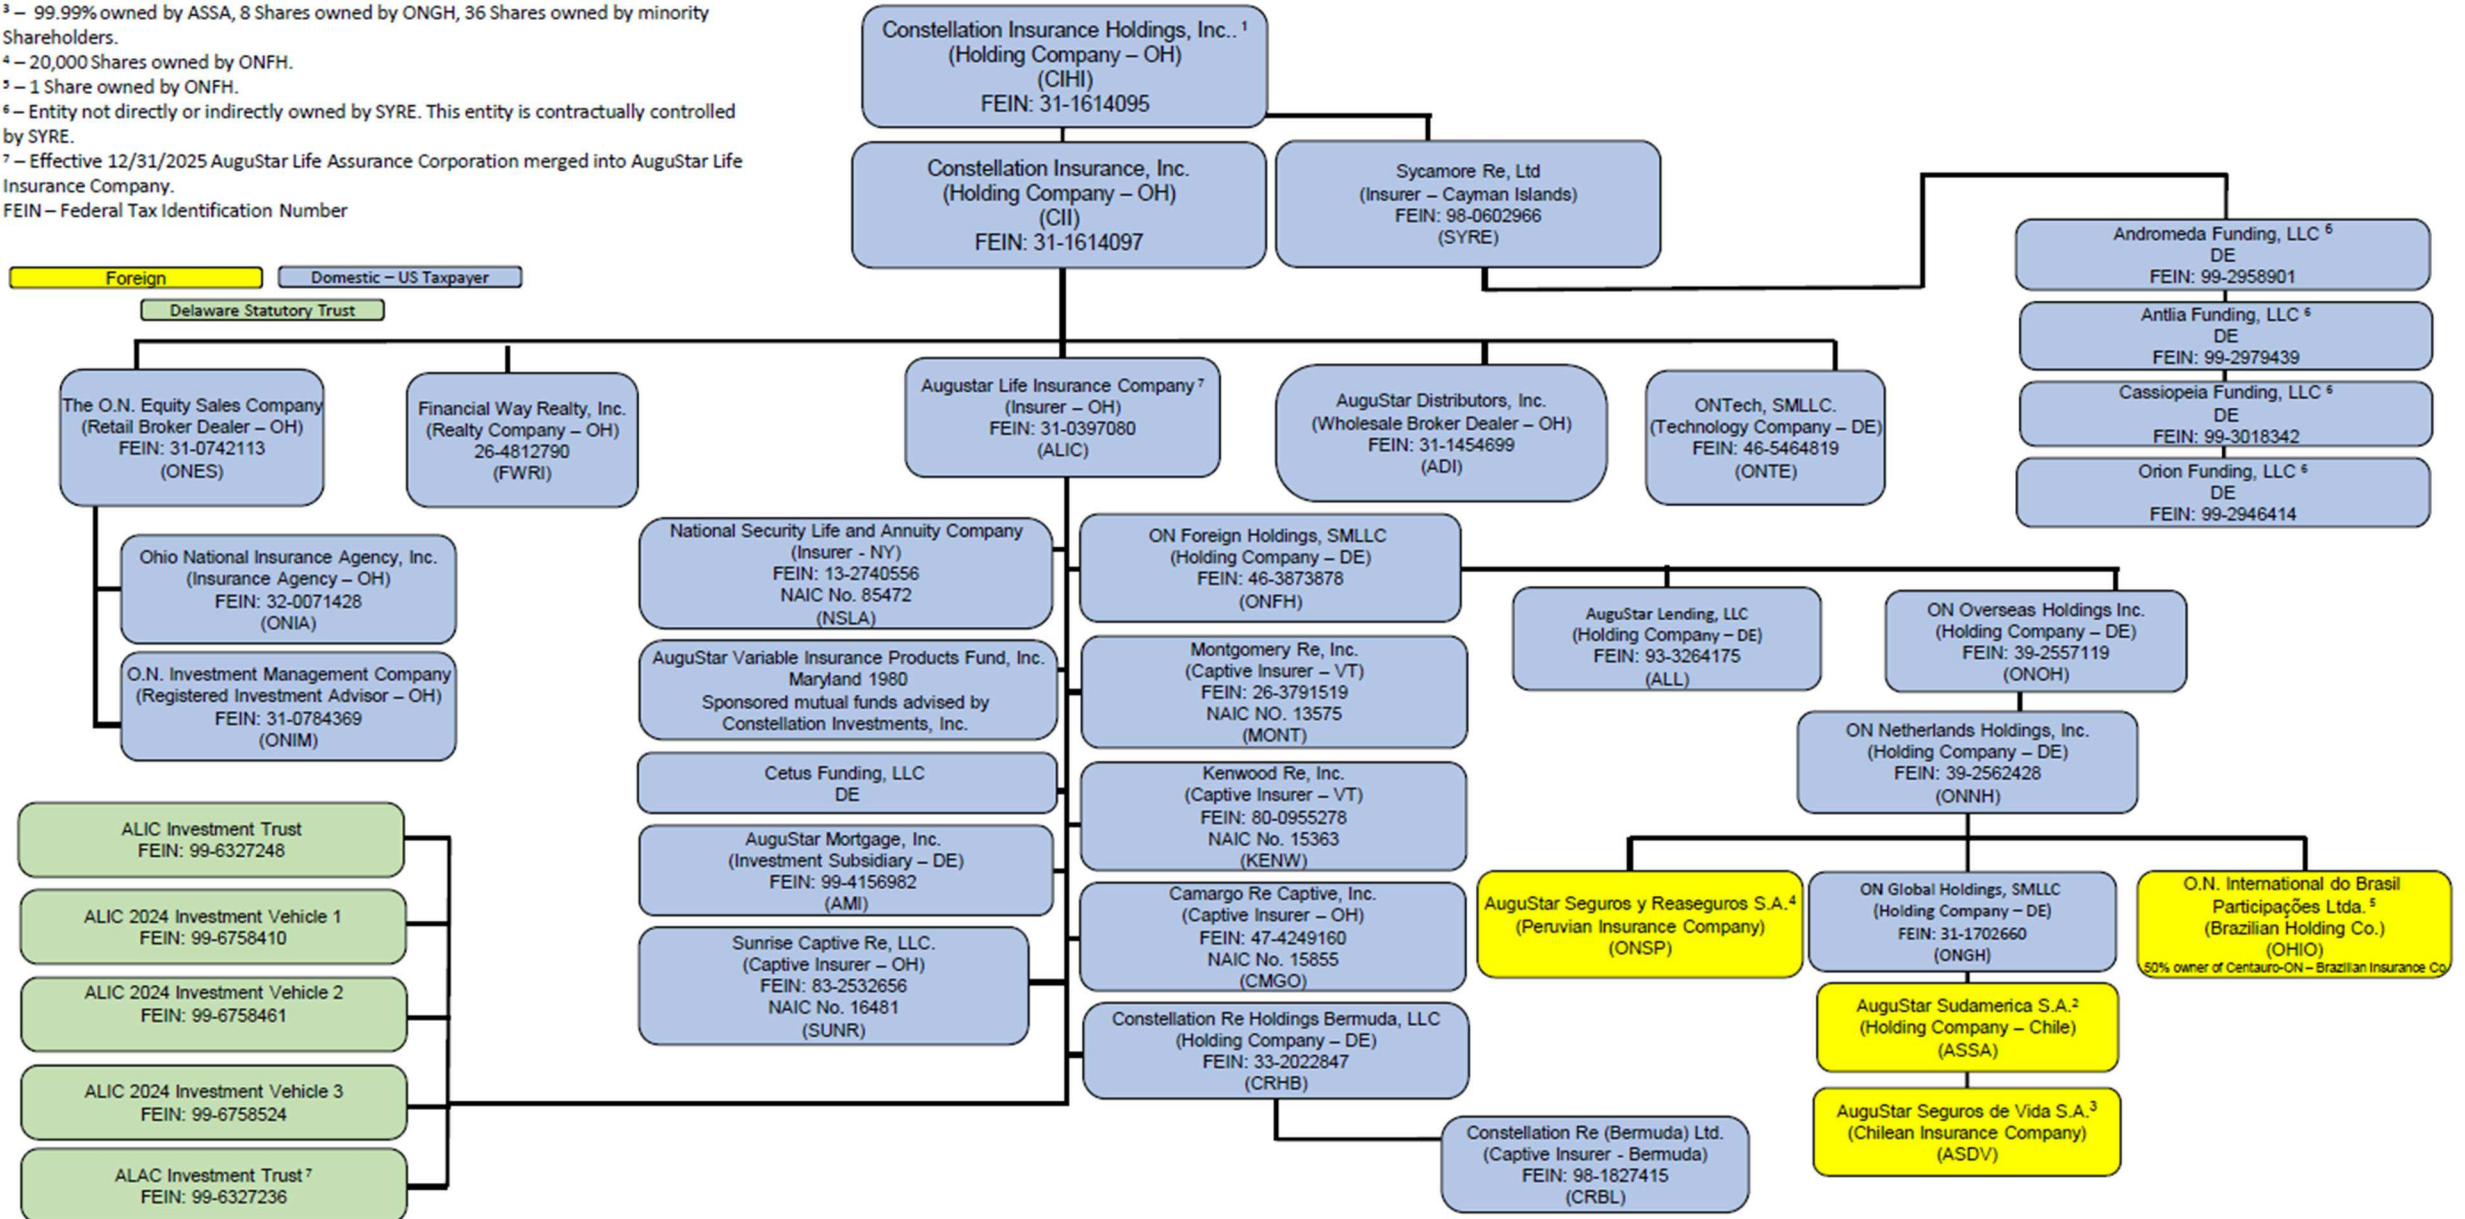 ³ – 99.99% owned by ASSA, 8 Shares owned by ONGH, 36 Shares owned by minority
Shareholders.
⁴ – 20,000 Shares owned by ONFH.
⁵ – 1 Share owned by ONFH.
⁶ – Entity not directly or indirectly owned by SYRE. This entity is contractually controlled
by SYRE.
⁷ – Effective 12/31/2025 AuguStar Life Assurance Corporation merged into AuguStar Life
Insurance Company.
FEIN – Federal Tax Identification Number
Foreign
Domestic – US Taxpayer
Delaware Statutory Trust
Constellation Insurance Holdings, Inc.. ¹
(Holding Company – OH)
(CIHI)
FEIN: 31-1614095
Constellation Insurance, Inc.
(Holding Company – OH)
(CII)
FEIN: 31-1614097
Sycamore Re, Ltd
(Insurer – Cayman Islands)
FEIN: 98-0602966
(SYRE)
Andromeda Funding, LLC ⁶
DE
FEIN: 99-2958901
Antlia Funding, LLC ⁶
DE
FEIN: 99-2979439
Cassiopeia Funding, LLC ⁶
DE
FEIN: 99-3018342
Orion Funding, LLC ⁶
DE
FEIN: 99-2946414
The O.N. Equity Sales Company
(Retail Broker Dealer – OH)
FEIN: 31-0742113
(ONES)
Financial Way Realty, Inc.
(Realty Company – OH)
26-4812790
(FWRI)
Augustar Life Insurance Company ⁷
(Insurer – OH)
FEIN: 31-0397080
(ALIC)
AuguStar Distributors, Inc.
(Wholesale Broker Dealer – OH)
FEIN: 31-1454699
(ADI)
ONTech, SMLLC.
(Technology Company – DE)
FEIN: 46-5464819
(ONTE)
Ohio National Insurance Agency, Inc.
(Insurance Agency – OH)
FEIN: 32-0071428
(ONIA)
O.N. Investment Management Company
(Registered Investment Advisor – OH)
FEIN: 31-0784369
(ONIM)
National Security Life and Annuity Company
(Insurer - NY)
FEIN: 13-2740556
NAIC No. 85472
(NSLA)
AuguStar Variable Insurance Products Fund, Inc.
Maryland 1980
Sponsored mutual funds advised by
Constellation Investments, Inc.
Cetus Funding, LLC
DE
AuguStar Mortgage, Inc.
(Investment Subsidiary – DE)
FEIN: 99-4156982
(AMI)
Sunrise Captive Re, LLC.
(Captive Insurer – OH)
FEIN: 83-2532656
NAIC No. 16481
(SUNR)
ON Foreign Holdings, SMLLC
(Holding Company – DE)
FEIN: 46-3873878
(ONFH)
Montgomery Re, Inc.
(Captive Insurer – VT)
FEIN: 26-3791519
NAIC NO. 13575
(MONT)
Kenwood Re, Inc.
(Captive Insurer – VT)
FEIN: 80-0955278
NAIC No. 15363
(KENW)
Camargo Re Captive, Inc.
(Captive Insurer – OH)
FEIN: 47-4249160
NAIC No. 15855
(CMGO)
Constellation Re Holdings Bermuda, LLC
(Holding Company – DE)
FEIN: 33-2022847
(CRHB)
Constellation Re (Bermuda) Ltd.
(Captive Insurer - Bermuda)
FEIN: 98-1827415
(CRBL)
AuguStar Lending, LLC
(Holding Company – DE)
FEIN: 93-3264175
(ALL)
ON Overseas Holdings Inc.
(Holding Company – DE)
FEIN: 39-2557119
(ONOH)
ON Netherlands Holdings, Inc.
(Holding Company – DE)
FEIN: 39-2562428
(ONNH)
AuguStar Seguros y Reaseguros S.A.⁴
(Peruvian Insurance Company)
(ONSP)
ON Global Holdings, SMLLC
(Holding Company – DE)
FEIN: 31-1702660
(ONGH)
O.N. International do Brasil
Participações Ltda. ⁵
(Brazilian Holding Co.)
(OHIO)
50% owner of Centauro-ON – Brazilian Insurance Co
AuguStar Sudamerica S.A.²
(Holding Company – Chile)
(ASSA)
AuguStar Seguros de Vida S.A.³
(Chilean Insurance Company)
(ASDV)
ALIC Investment Trust
FEIN: 99-6327248
ALIC 2024 Investment Vehicle 1
FEIN: 99-6758410
ALIC 2024 Investment Vehicle 2
FEIN: 99-6758461
ALIC 2024 Investment Vehicle 3
FEIN: 99-6758524
ALAC Investment Trust ⁷
FEIN: 99-6327236